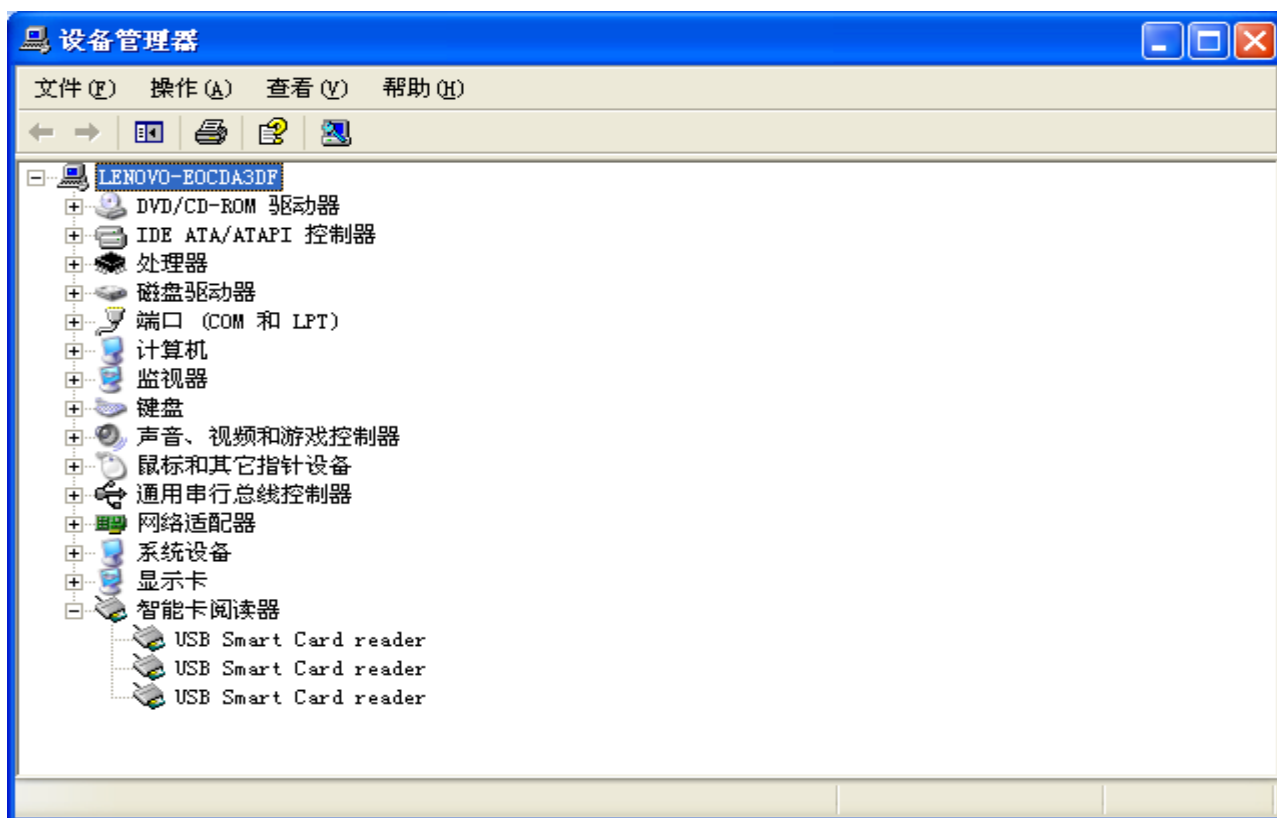 设备管理器
文件(F) 操作(A) 查看(V) 帮助(H)
LENOVO-EOCDA3DF
DVD/CD-ROM 驱动器
IDE ATA/ATAPI 控制器
处理器
磁盘驱动器
端口 (COM 和 LPT)
计算机
监视器
键盘
声音、视频和游戏控制器
鼠标和其它指针设备
通用串行总线控制器
网络适配器
系统设备
显示卡
智能卡阅读器
USB Smart Card reader
USB Smart Card reader
USB Smart Card reader